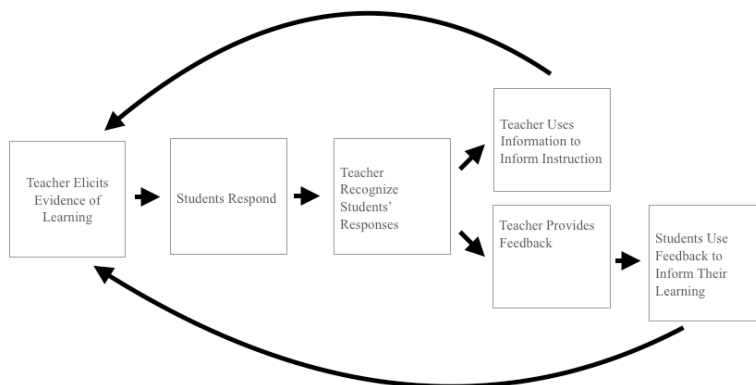 Teacher Elicits
Evidence of
Learning
Students Respond
Teacher
Recognize
Students’
Responses
Teacher Uses
Information to
Inform Instruction
Teacher Provides
Feedback
Students Use
Feedback to
Inform Their
Learning